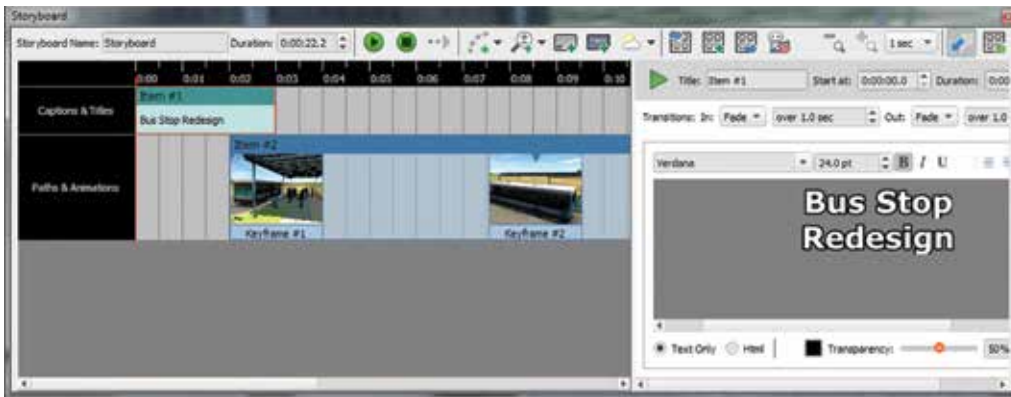 Storyboard
Storyboard Name: Storyboard Duration: 0:00:22.2 1 sec
0:00 0:01 0:02 0:03 0:04 0:05 0:06 0:07 0:08 0:09 0:10
Captions & Titles
Item #1
Bus Stop Redesign
Paths & Animations
Item #2
Keyframe #1 Keyframe #2
Title: Item #1 Start at: 0:00:00.0 Duration: 0:00
Transitions: In: Fade over 1.0 sec Out: Fade over 1.0
Verdana 24.0 pt B I U
Bus Stop
Redesign
Text Only Html Transparency: 50%